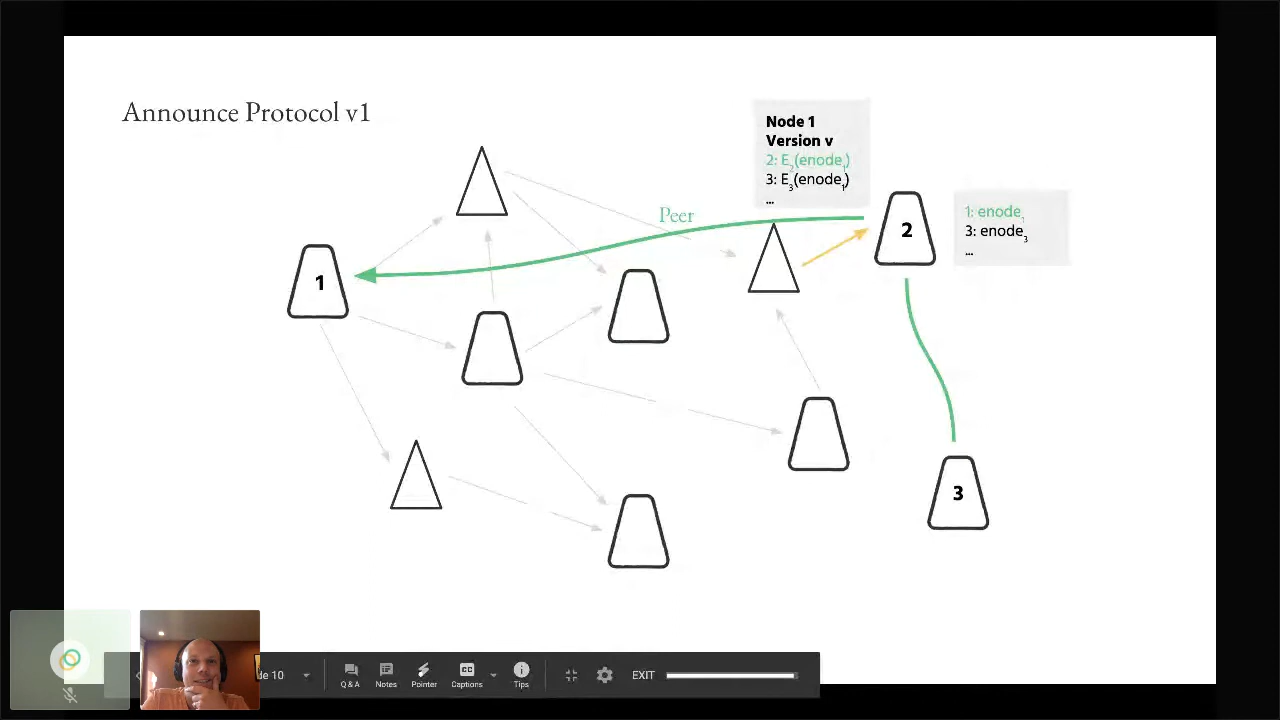 Announce Protocol v1
Node 1
Version v
2: E2(enode1)
3: E3(enode1)
...
Peer
1
2
1: enode1
3: enode3
...
3
de 10
Q & A
Notes
Pointer
CC
Captions
Tips
EXIT